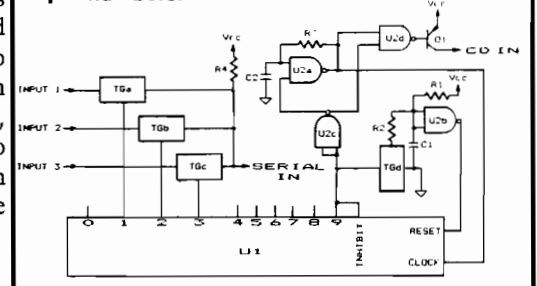 Vcc
R?
U2d
Q1
CD IN
Vcc
R4
C2
U2a
Vcc
R1
INPUT 1
TGa
INPUT 2
TGb
U2c
R2
U2b
C1
INPUT 3
TGc
SERIAL
IN
TGd
0 1 2 3 4 5 6 7 8 9
INHIBIT
RESET
U1
CLOCK